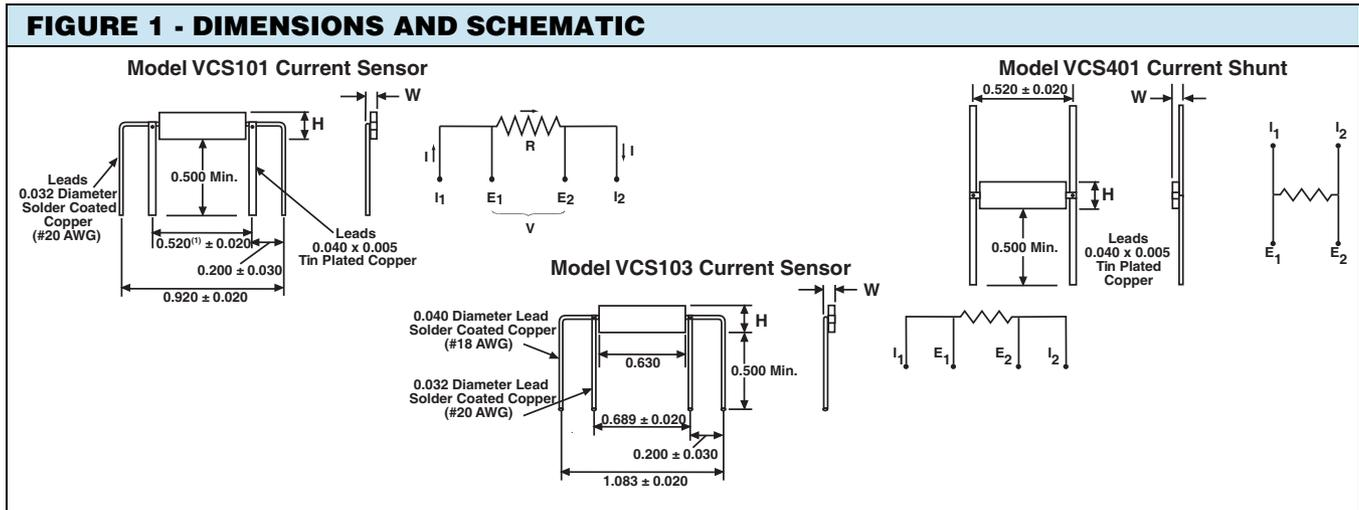 FIGURE 1 - DIMENSIONS AND SCHEMATIC
Model VCS101 Current Sensor
W
H
0.500 Min.
Leads
0.032 Diameter
Solder Coated
Copper
(#20 AWG)
0.520(1) ± 0.020
0.200 ± 0.030
0.920 ± 0.020
Leads
0.040 x 0.005
Tin Plated Copper
I
R
I
I1 E1 E2 I2
V
Model VCS103 Current Sensor
W
H
0.040 Diameter Lead
Solder Coated Copper
(#18 AWG)
0.630
0.500 Min.
0.032 Diameter Lead
Solder Coated Copper
(#20 AWG)
0.689 ± 0.020
0.200 ± 0.030
1.083 ± 0.020
I1 E1 E2 I2
Model VCS401 Current Shunt
0.520 ± 0.020
W
H
0.500 Min.
Leads
0.040 x 0.005
Tin Plated
Copper
I1 I2
E1 E2